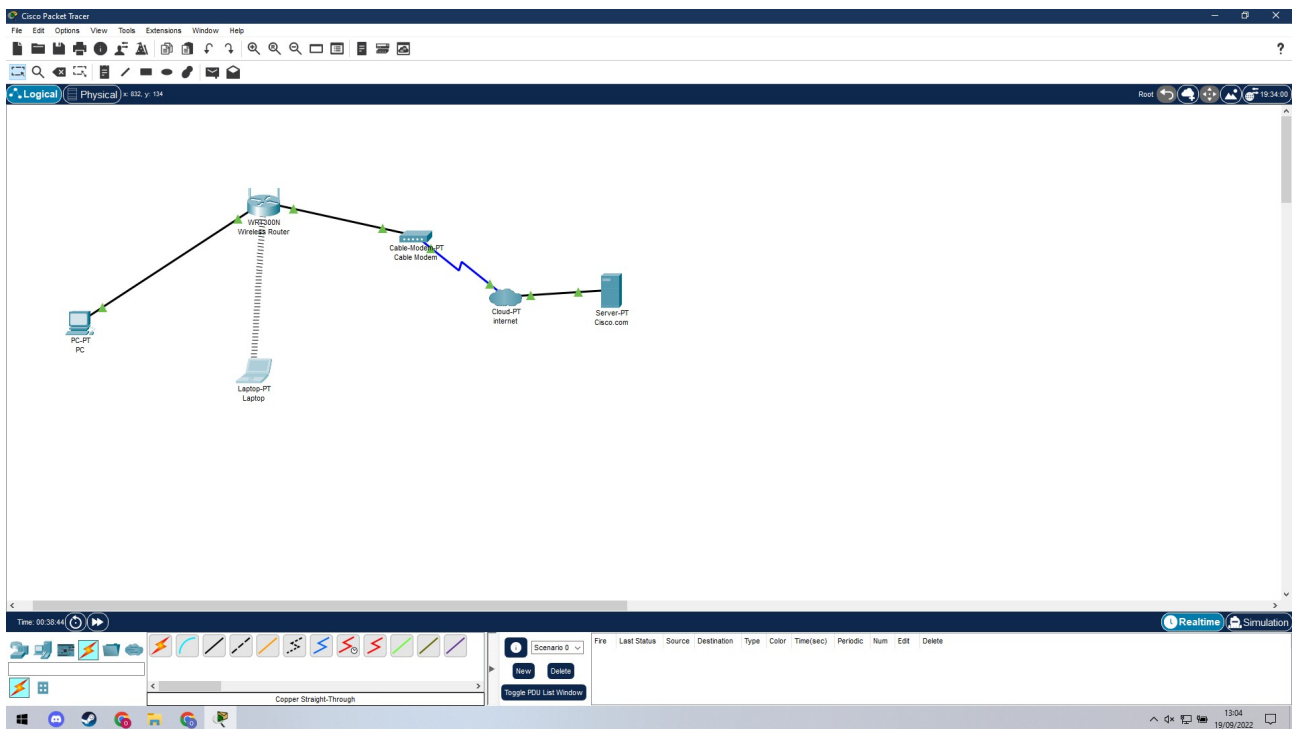 Cisco Packet Tracer
File Edit Options View Tools Extensions Window Help
?
Logical Physical x: 832, y: 134 Root 19:34:00
WRT300N
Wireless Router
Cable-Modem-PT
Cable Modem
Cloud-PT
internet
Server-PT
Cisco.com
PC-PT
PC
Laptop-PT
Laptop
Time: 00:38:44 Realtime Simulation
Scenario 0
Fire Last Status Source Destination Type Color Time(sec) Periodic Num Edit Delete
New Delete
Toggle PDU List Window
Copper Straight-Through
13:04
19/09/2022